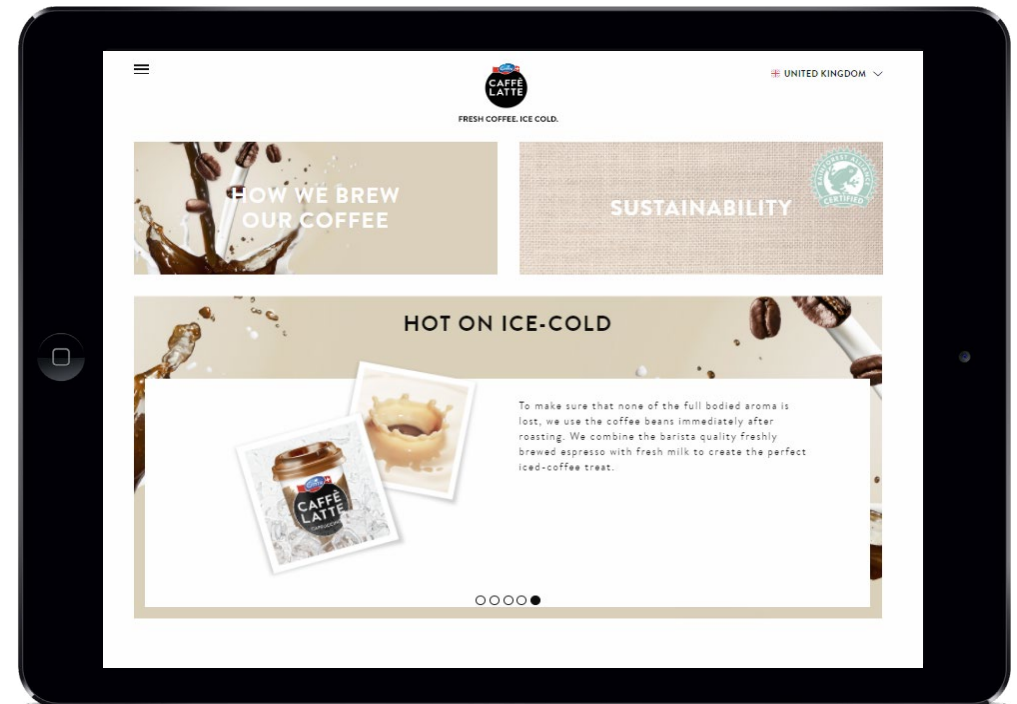 CAFFÈ
LATTE
FRESH COFFEE. ICE COLD.
UNITED KINGDOM
HOW WE BREW
OUR COFFEE
SUSTAINABILITY
RAINFOREST ALLIANCE
CERTIFIED
HOT ON ICE-COLD
To make sure that none of the full bodied aroma is
lost, we use the coffee beans immediately after
roasting. We combine the barista quality freshly
brewed espresso with fresh milk to create the perfect
iced-coffee treat.
CAFFÈ
LATTE